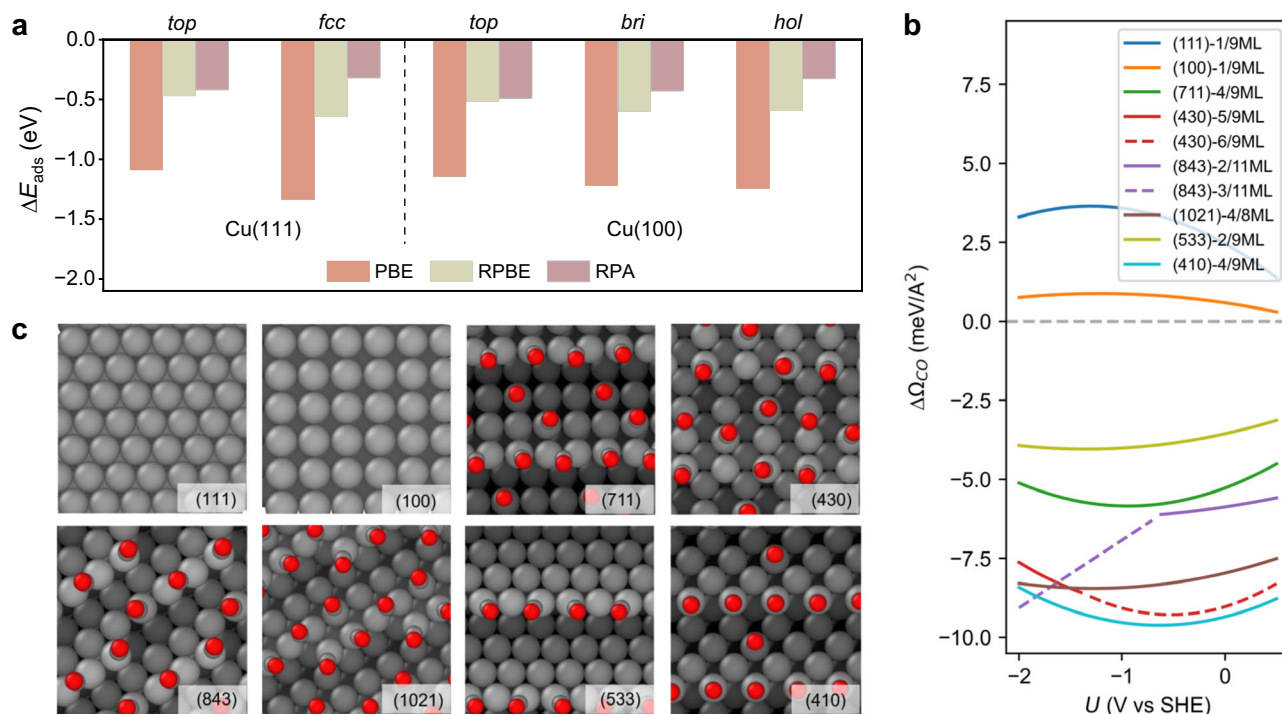 a
top fcc top bri hol
0.0
−0.5
−1.0
−1.5
−2.0
ΔE_ads (eV)
Cu(111) Cu(100)
PBE RPBE RPA
b
(111)-1/9ML
(100)-1/9ML
(711)-4/9ML
(430)-5/9ML
(430)-6/9ML
(843)-2/11ML
(843)-3/11ML
(1021)-4/8ML
(533)-2/9ML
(410)-4/9ML
7.5
5.0
2.5
0.0
−2.5
−5.0
−7.5
−10.0
ΔΩ_CO (meV/A²)
−2 −1 0
U (V vs SHE)
c
(111) (100) (711) (430)
(843) (1021) (533) (410)